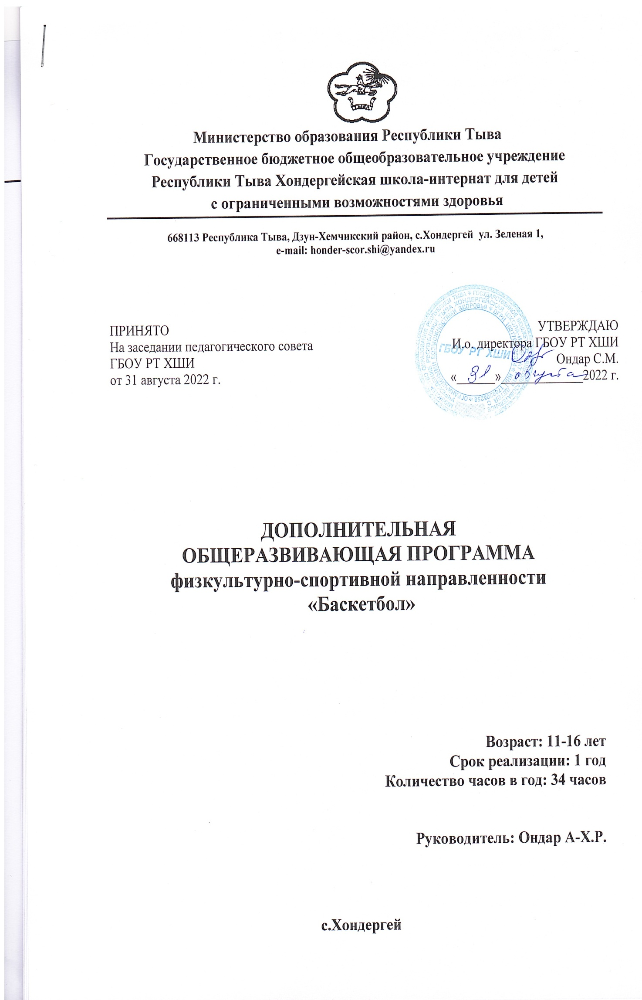 Министерство образования Республики Тыва
Государственное бюджетное общеобразовательное учреждение
Республики Тыва Хондергейская школа-интернат для детей
с ограниченными возможностями здоровья
668113 Республика Тыва, Дзун-Хемчикский район, с.Хондергей ул. Зеленая 1,
e-mail: honder-scor.shi@yandex.ru
ПРИНЯТО
На заседании педагогического совета
ГБОУ РТ ХШИ
от 31 августа 2022 г.
УТВЕРЖДАЮ
И.о. директора ГБОУ РТ ХШИ
Ондар С.М.
«31» августа 2022 г.
ГБОУ РТ ХШИ
ДОПОЛНИТЕЛЬНАЯ
ОБЩЕРАЗВИВАЮЩАЯ ПРОГРАММА
физкультурно-спортивной направленности
«Баскетбол»
Возраст: 11-16 лет
Срок реализации: 1 год
Количество часов в год: 34 часов
Руководитель: Ондар А-Х.Р.
с.Хондергей